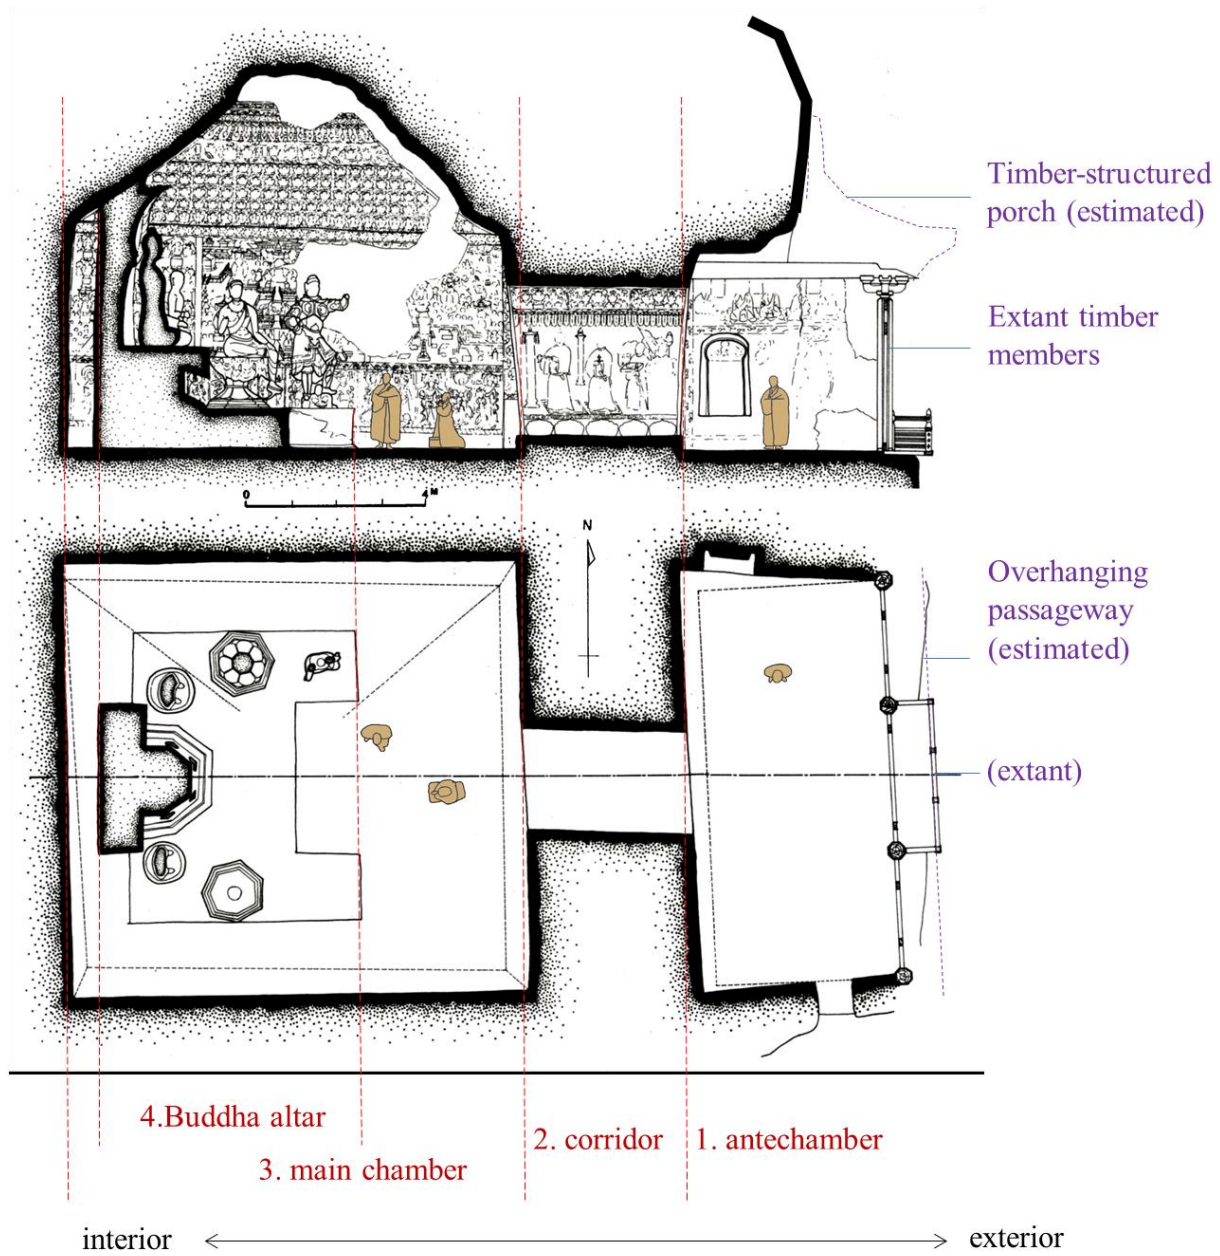 Timber-structured
porch (estimated)
Extant timber
members
0 4 M
N
Overhanging
passageway
(estimated)
(extant)
4.Buddha altar
3. main chamber
2. corridor
1. antechamber
interior
exterior